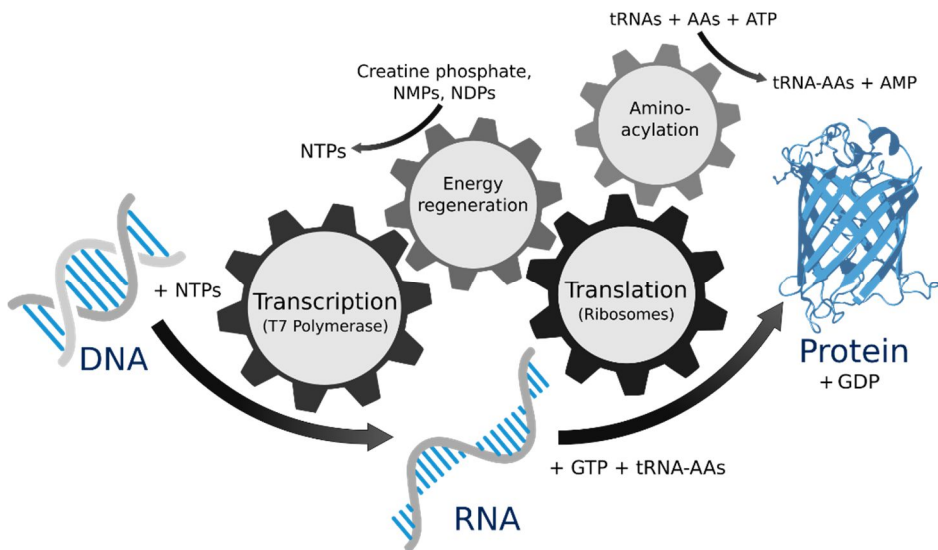 tRNAs + AAs + ATP
tRNA-AAs + AMP
Creatine phosphate,
NMPs, NDPs
NTPs
Amino-
acylation
Energy
regeneration
+ NTPs
Transcription
(T7 Polymerase)
Translation
(Ribosomes)
DNA
Protein
+ GDP
+ GTP + tRNA-AAs
RNA